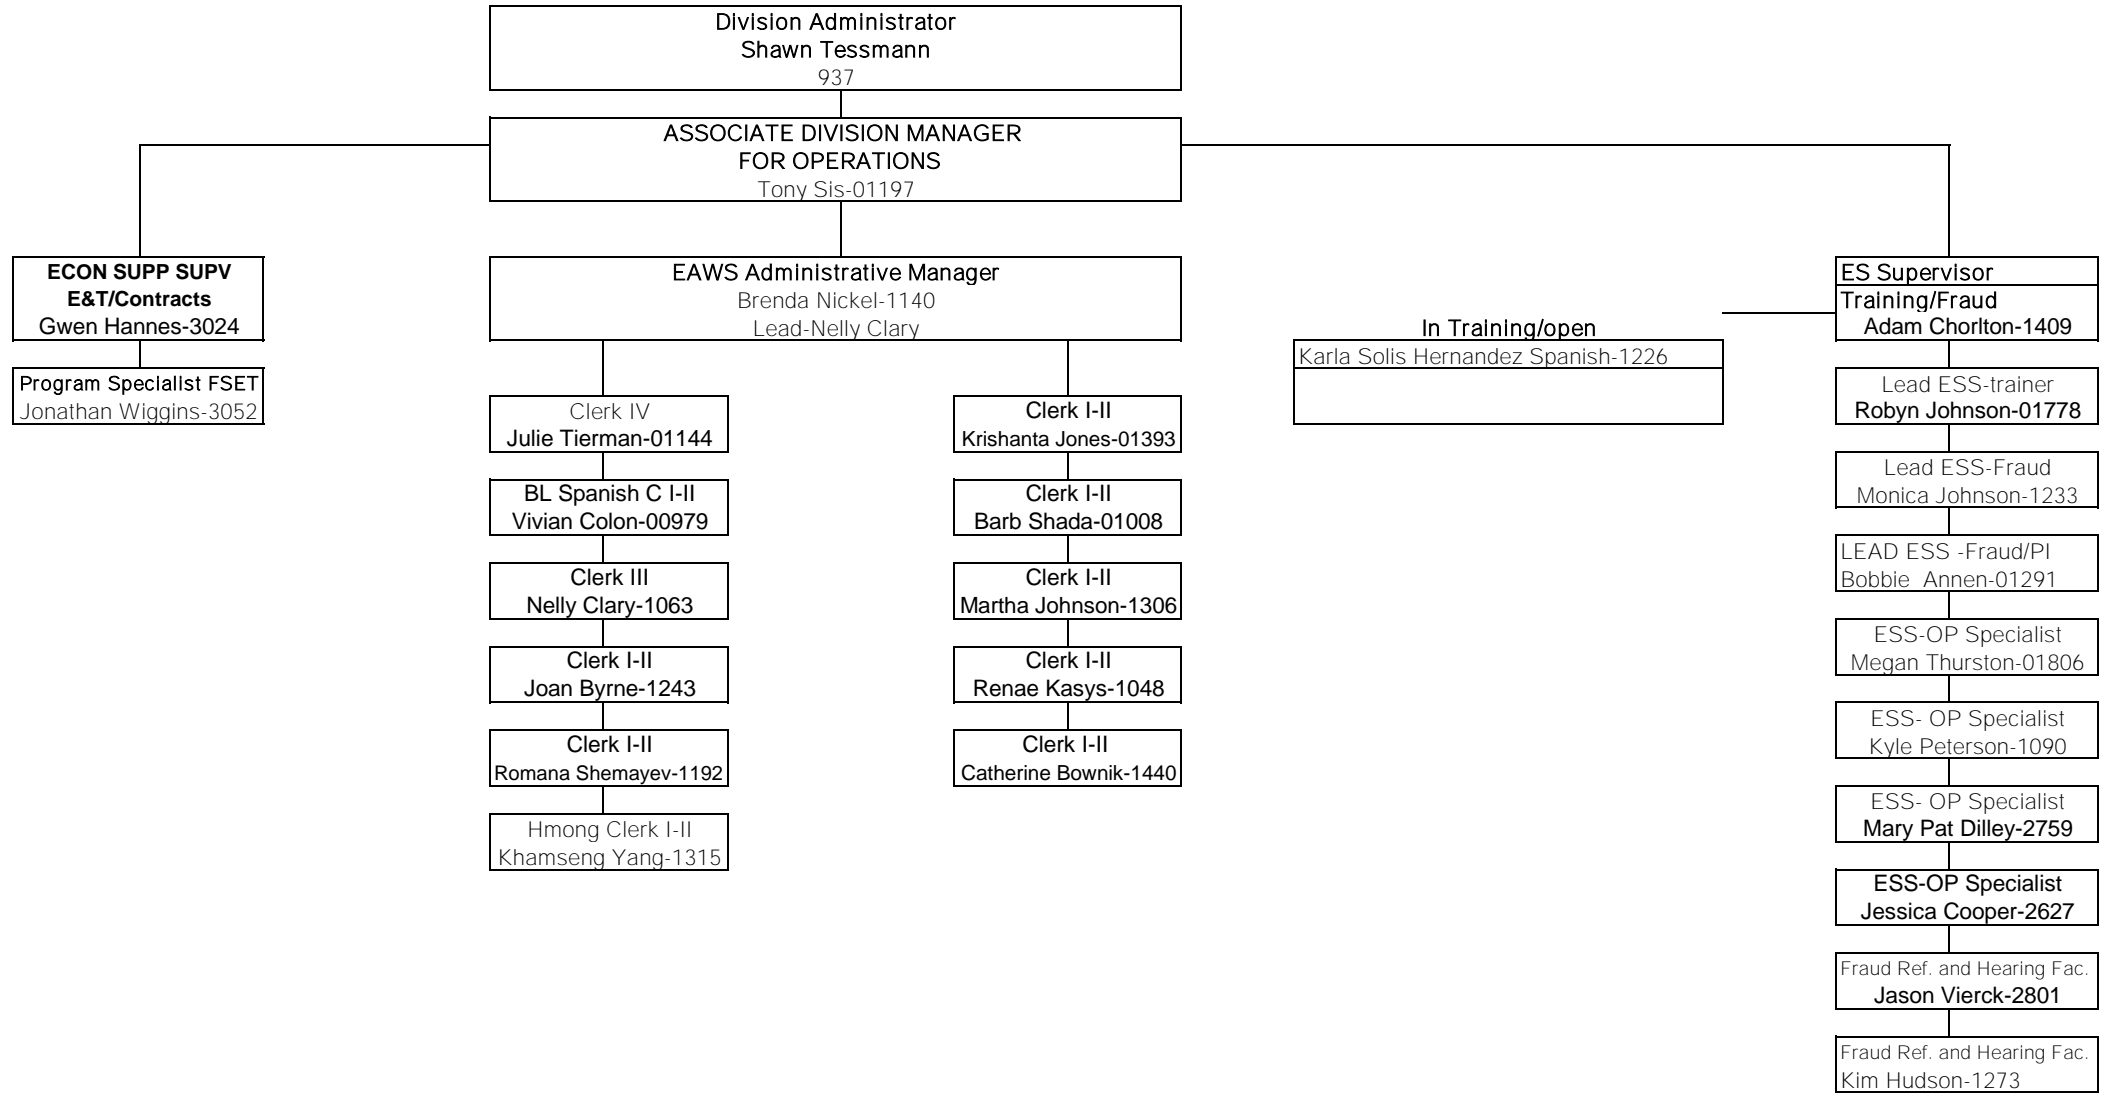 Division Administrator
Shawn Tessmann
937
ASSOCIATE DIVISION MANAGER
FOR OPERATIONS
Tony Sis-01197
ECON SUPP SUPV
E&T/Contracts
Gwen Hannes-3024
Program Specialist FSET
Jonathan Wiggins-3052
EAWS Administrative Manager
Brenda Nickel-1140
Lead-Nelly Clary
Clerk IV
Julie Tierman-01144
BL Spanish C I-II
Vivian Colon-00979
Clerk III
Nelly Clary-1063
Clerk I-II
Joan Byrne-1243
Clerk I-II
Romana Shemayev-1192
Hmong Clerk I-II
Khamseng Yang-1315
Clerk I-II
Krishanta Jones-01393
Clerk I-II
Barb Shada-01008
Clerk I-II
Martha Johnson-1306
Clerk I-II
Renae Kasys-1048
Clerk I-II
Catherine Bownik-1440
In Training/open
Karla Solis Hernandez Spanish-1226
ES Supervisor
Training/Fraud
Adam Chorlton-1409
Lead ESS-trainer
Robyn Johnson-01778
Lead ESS-Fraud
Monica Johnson-1233
LEAD ESS -Fraud/PI
Bobbie  Annen-01291
ESS-OP Specialist
Megan Thurston-01806
ESS- OP Specialist
Kyle Peterson-1090
ESS- OP Specialist
Mary Pat Dilley-2759
ESS-OP Specialist
Jessica Cooper-2627
Fraud Ref. and Hearing Fac.
Jason Vierck-2801
Fraud Ref. and Hearing Fac.
Kim Hudson-1273